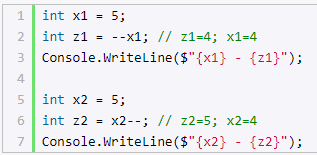 1 int x1 = 5;
2 int z1 = --x1; // z1=4; x1=4
3 Console.WriteLine($"{x1} - {z1}");
4
5 int x2 = 5;
6 int z2 = x2--; // z2=5; x2=4
7 Console.WriteLine($"{x2} - {z2}");